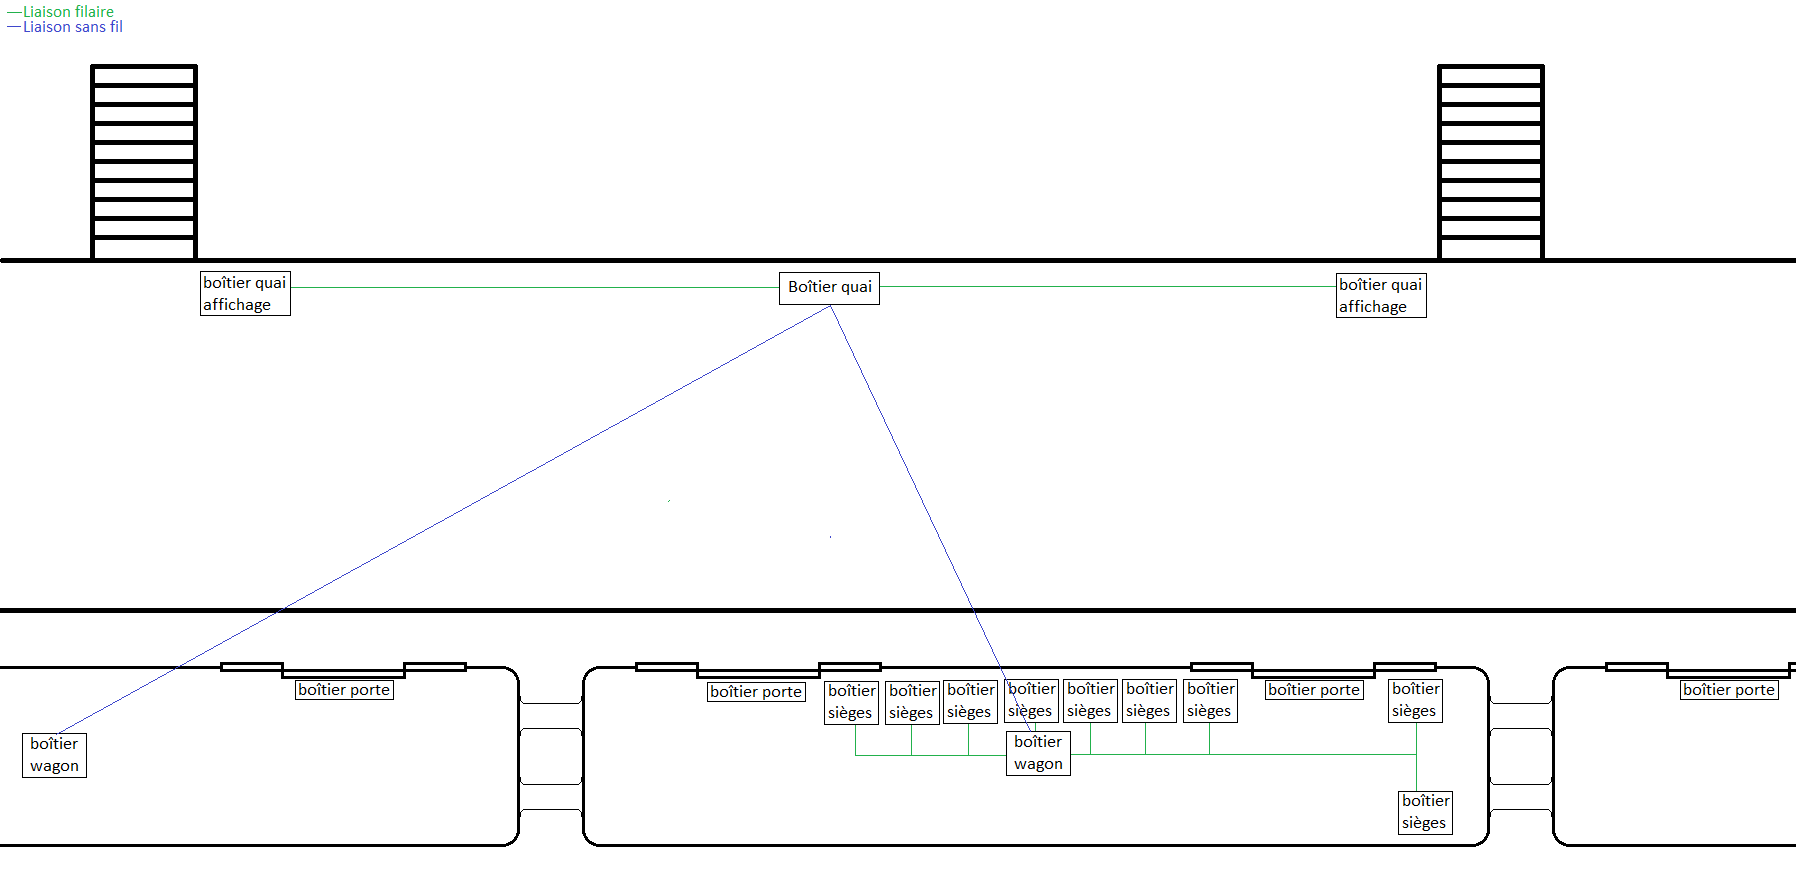 Liaison filaire
Liaison sans fil
boîtier quai
affichage
Boîtier quai
boîtier quai
affichage
boîtier porte
boîtier porte
boîtier
sièges
boîtier
sièges
boîtier
sièges
boîtier
sièges
boîtier
sièges
boîtier
sièges
boîtier
sièges
boîtier porte
boîtier
sièges
boîtier porte
boîtier
wagon
boîtier
wagon
boîtier
sièges